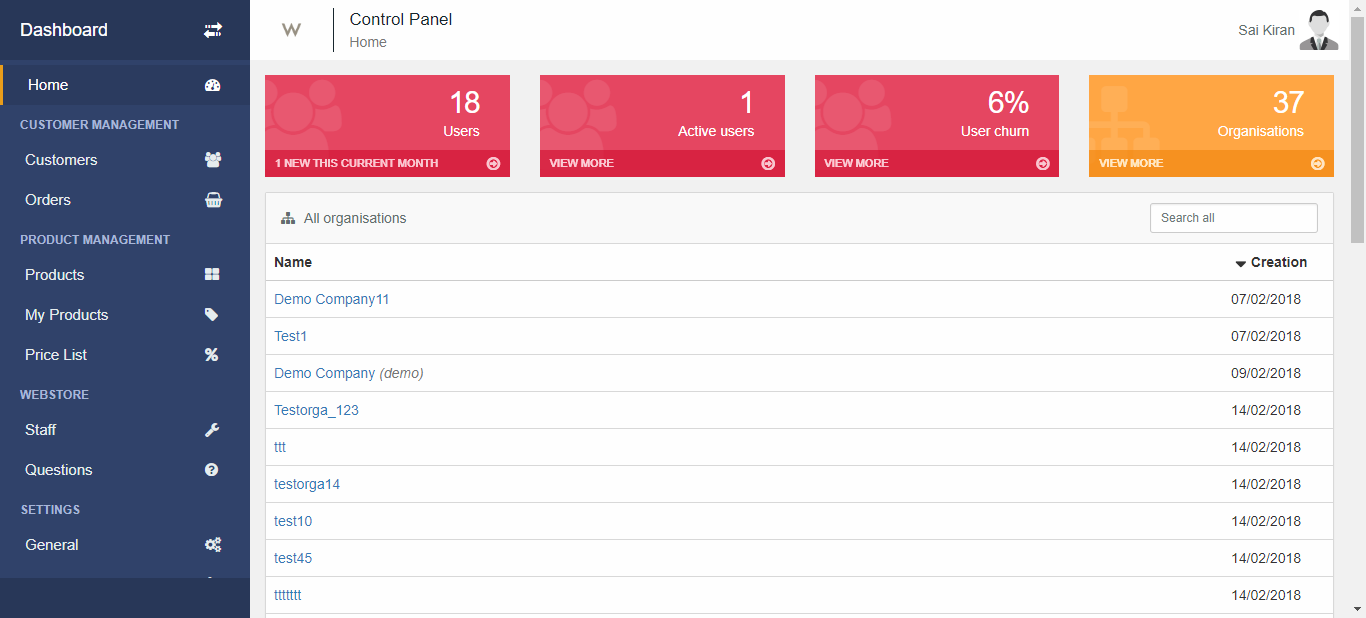 Dashboard
Home
CUSTOMER MANAGEMENT
Customers
Orders
PRODUCT MANAGEMENT
Products
My Products
Price List
WEBSTORE
Staff
Questions
SETTINGS
General
W
Control Panel
Home
Sai Kiran
18
Users
1 NEW THIS CURRENT MONTH
1
Active users
VIEW MORE
6%
User churn
VIEW MORE
37
Organisations
VIEW MORE
All organisations
Search all
Name Creation
Demo Company11 07/02/2018
Test1 07/02/2018
Demo Company (demo) 09/02/2018
Testorga_123 14/02/2018
ttt 14/02/2018
testorga14 14/02/2018
test10 14/02/2018
test45 14/02/2018
ttttttt 14/02/2018